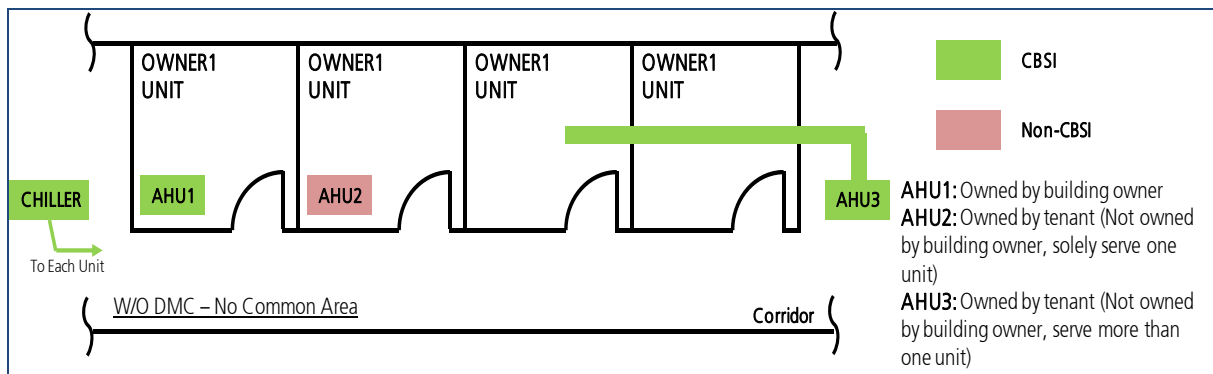 OWNER1
UNIT
OWNER1
UNIT
OWNER1
UNIT
OWNER1
UNIT
CHILLER
AHU1
AHU2
AHU3
To Each Unit
W/O DMC – No Common Area
Corridor
CBSI
Non-CBSI
AHU1: Owned by building owner
AHU2: Owned by tenant (Not owned
by building owner, solely serve one
unit)
AHU3: Owned by tenant (Not owned
by building owner, serve more than
one unit)